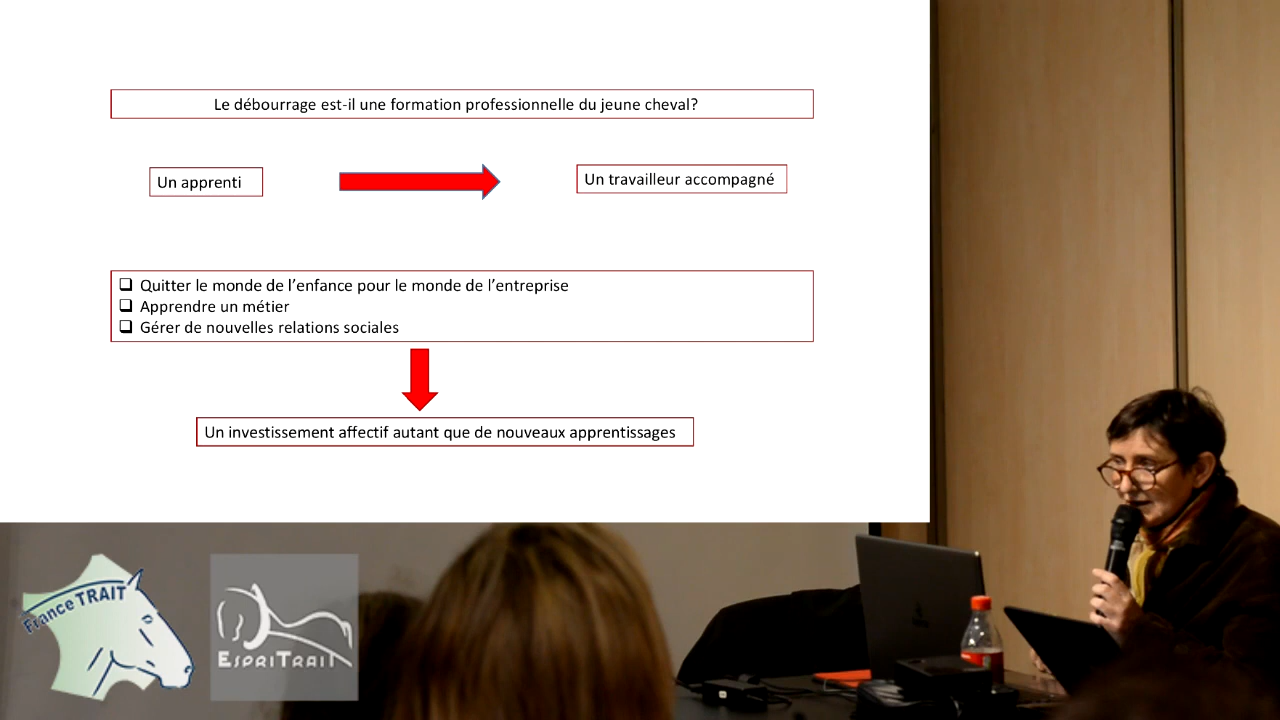 Le débourrage est-il une formation professionnelle du jeune cheval?
Un apprenti
Un travailleur accompagné
❑ Quitter le monde de l’enfance pour le monde de l’entreprise
❑ Apprendre un métier
❑ Gérer de nouvelles relations sociales
Un investissement affectif autant que de nouveaux apprentissages
France TRAIT
ESPRITRAIT